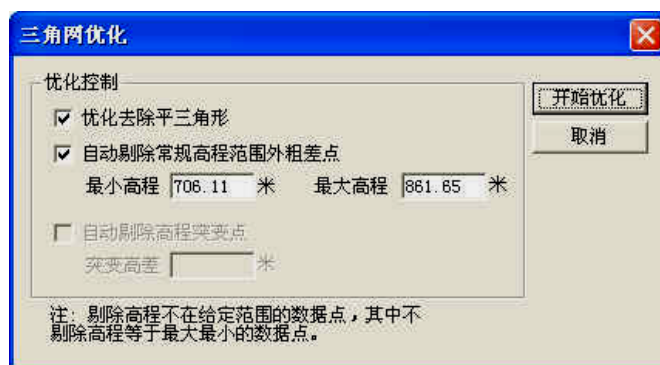 三角网优化
优化控制
优化去除平三角形
自动剔除常规高程范围外粗差点
最小高程 706.11 米 最大高程 861.65 米
自动剔除高程突变点
突变高差 米
开始优化
取消
注: 剔除高程不在给定范围的数据点，其中不
剔除高程等于最大最小的数据点。